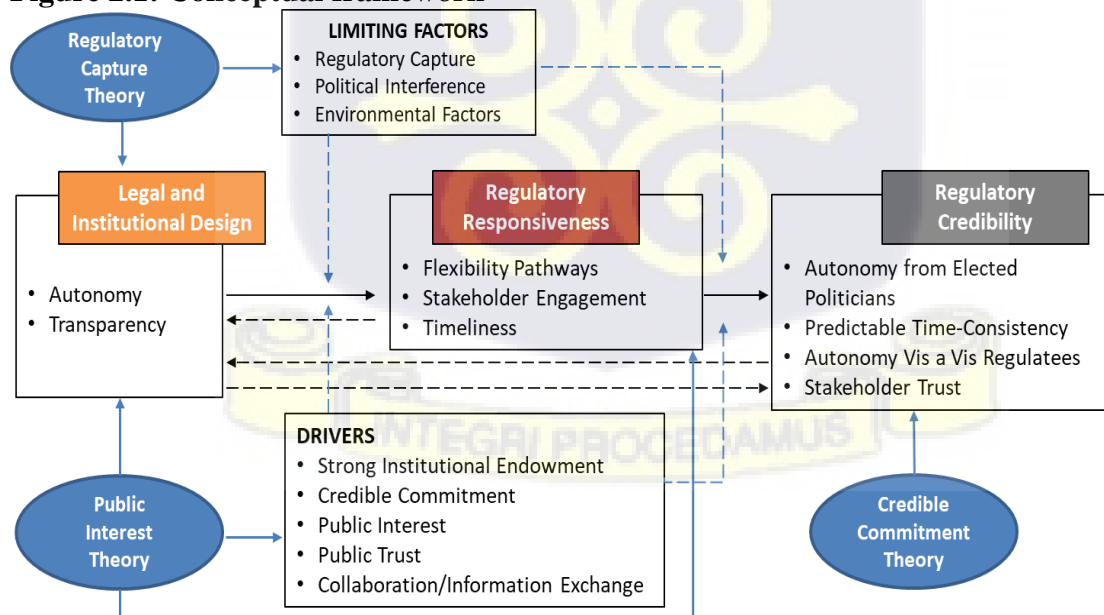 Figure 2.1: Conceptual framework
Regulatory
Capture
Theory
LIMITING FACTORS
• Regulatory Capture
• Political Interference
• Environmental Factors
Legal and
Institutional Design
• Autonomy
• Transparency
Regulatory
Responsiveness
• Flexibility Pathways
• Stakeholder Engagement
• Timeliness
Regulatory
Credibility
• Autonomy from Elected
Politicians
• Predictable Time-Consistency
• Autonomy Vis a Vis Regulatees
• Stakeholder Trust
INTEGRI PROCEDAMUS
DRIVERS
• Strong Institutional Endowment
• Credible Commitment
• Public Interest
• Public Trust
• Collaboration/Information Exchange
Public
Interest
Theory
Credible
Commitment
Theory